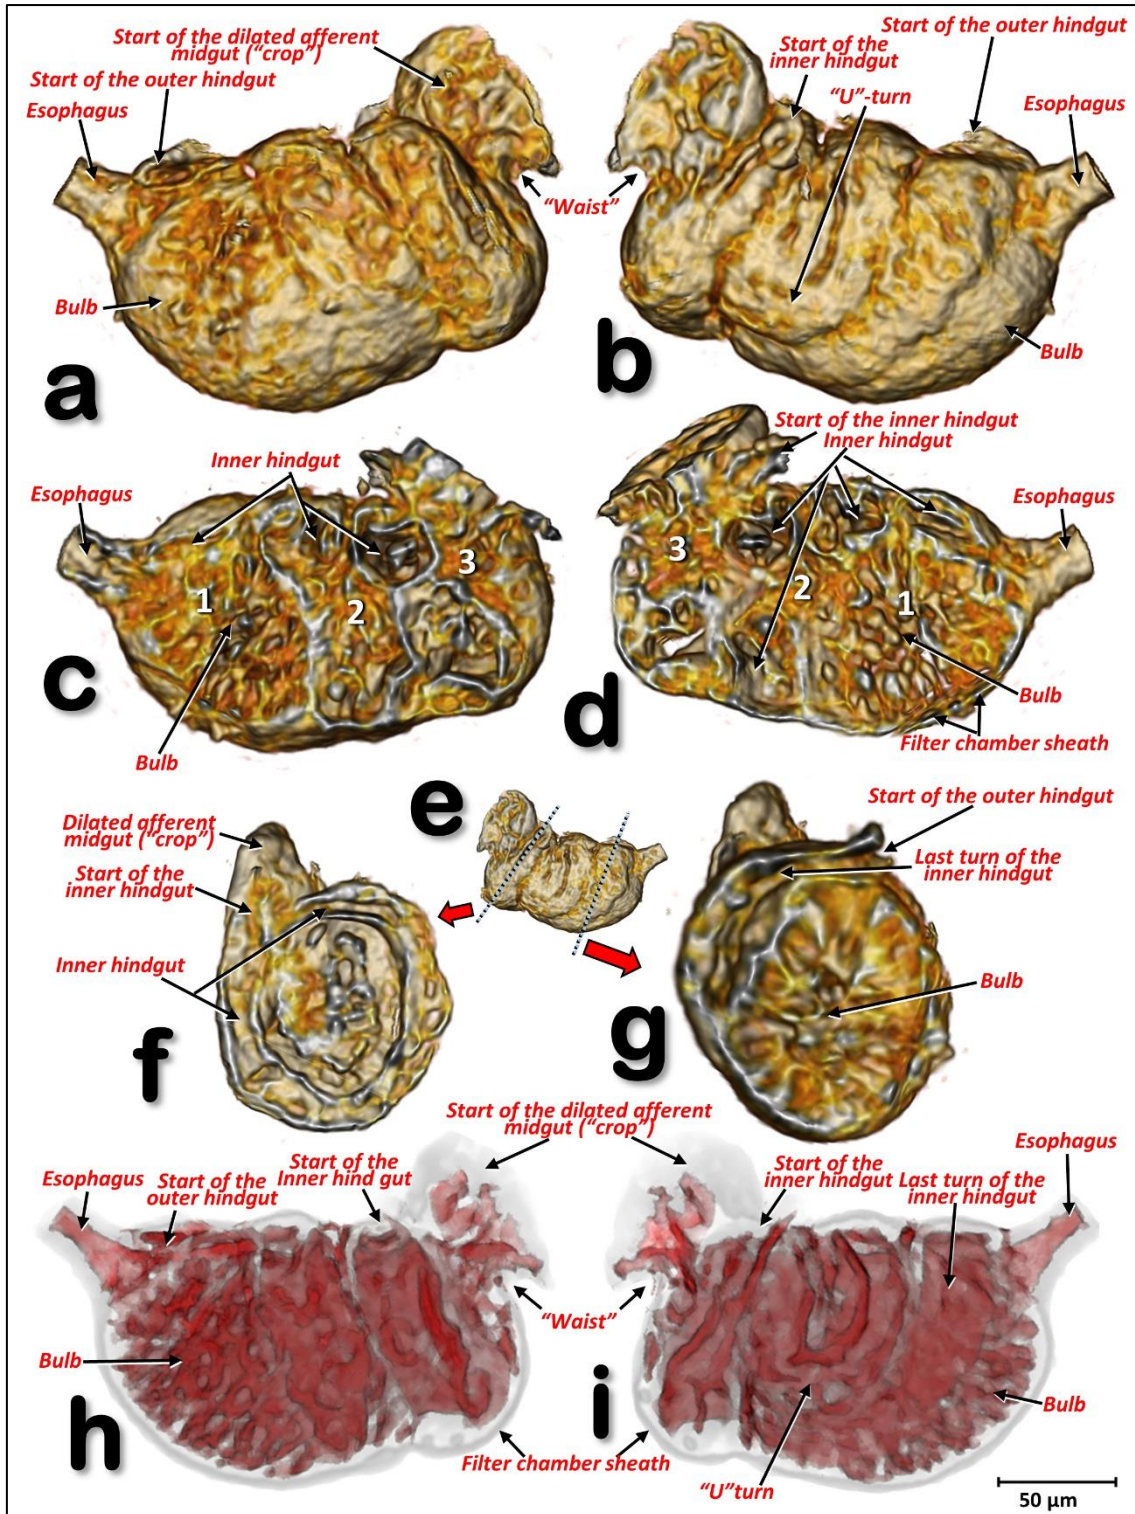 Start of the dilated afferent
midgut (“crop”)
Start of the outer hindgut
Esophagus
Bulb
“Waist”
a
Start of the outer hindgut
Start of the
inner hindgut
“U”-turn
Esophagus
Bulb
b
Inner hindgut
Esophagus
1
2
3
Bulb
c
Start of the inner hindgut
Inner hindgut
Esophagus
3
2
1
Bulb
Filter chamber sheath
d
e
Dilated afferent
midgut (“crop”)
Start of the
inner hindgut
Inner hindgut
f
Start of the outer hindgut
Last turn of the
inner hindgut
Bulb
g
Start of the dilated afferent
midgut (“crop”)
Esophagus
Start of the
outer hindgut
Start of the
Inner hind gut
“Waist”
Bulb
h
Filter chamber sheath
Start of the
inner hindgut
Last turn of the
inner hindgut
Esophagus
Bulb
i
“U”turn
50 µm